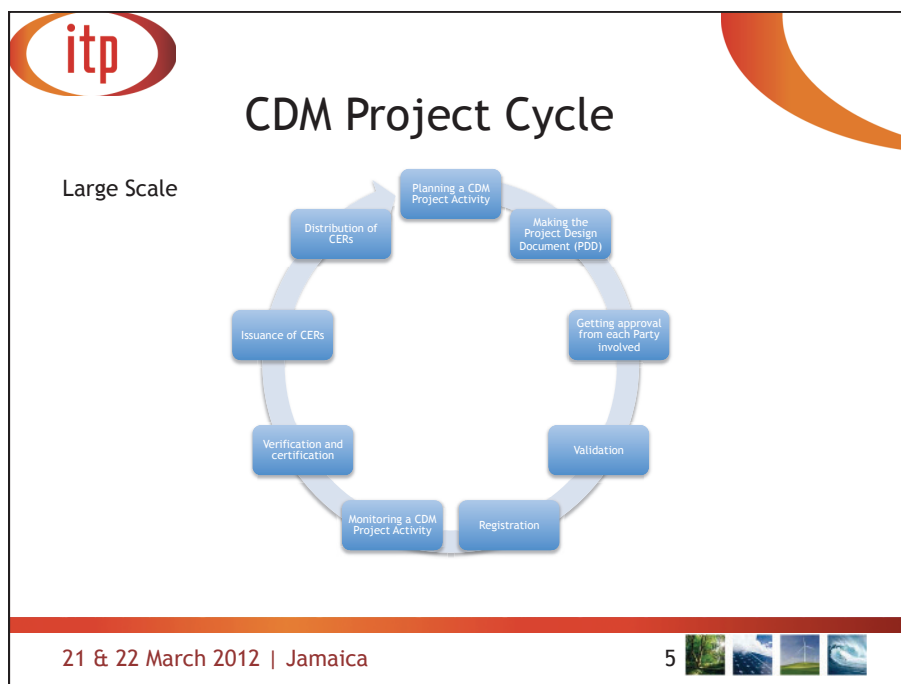 itp
CDM Project Cycle
Large Scale
Planning a CDM
Project Activity
Making the
Project Design
Document (PDD)
Getting approval
from each Party
involved
Validation
Registration
Monitoring a CDM
Project Activity
Verification and
certification
Issuance of CERs
Distribution of
CERs
21 & 22 March 2012 | Jamaica
5